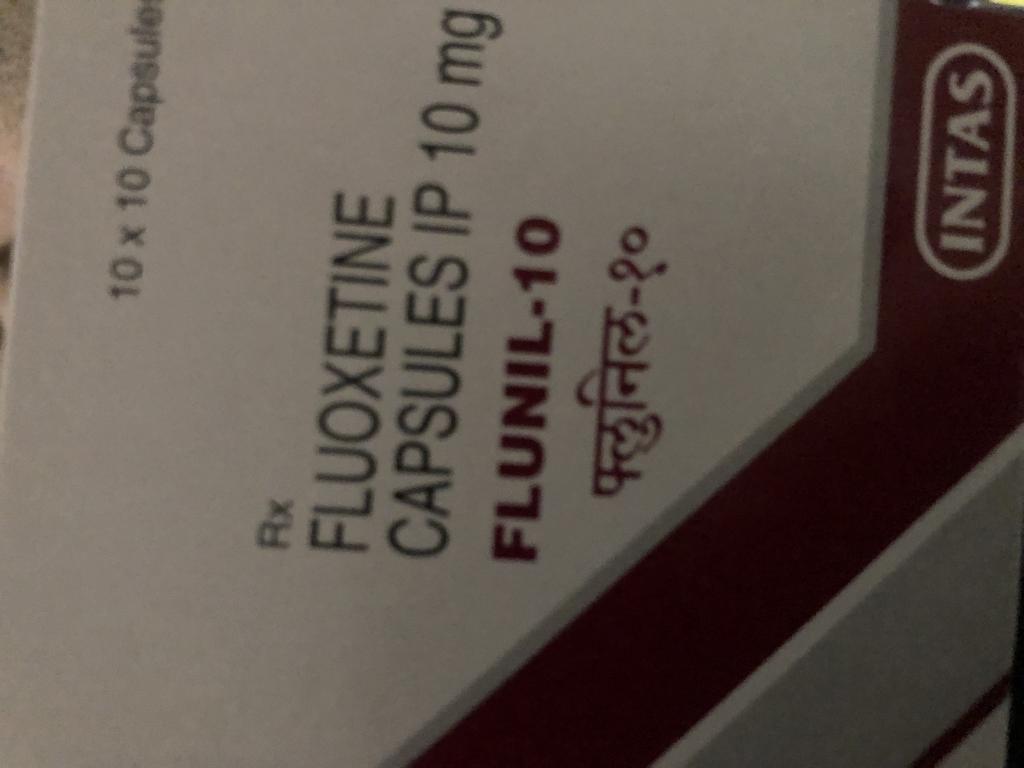 10 x 10 Capsules
Rx
FLUOXETINE
CAPSULES IP 10 mg
FLUNIL-10
फ्लुनिल-१०
INTAS